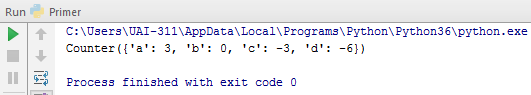 Run Primer
C:\Users\UAI-311\AppData\Local\Programs\Python\Python36\python.exe
Counter({'a': 3, 'b': 0, 'c': -3, 'd': -6})
Process finished with exit code 0